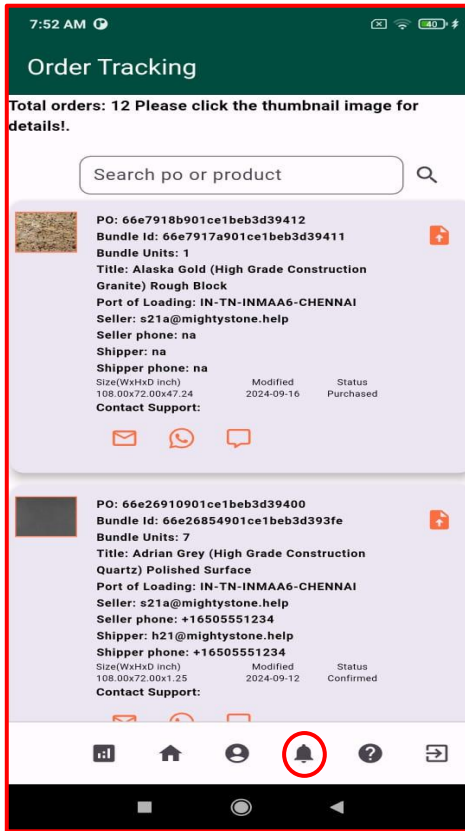 7:52 AM
40
Order Tracking
Total orders: 12 Please click the thumbnail image for
details!.
Search po or product
PO: 66e7918b901ce1beb3d39412
Bundle Id: 66e7917a901ce1beb3d39411
Bundle Units: 1
Title: Alaska Gold (High Grade Construction
Granite) Rough Block
Port of Loading: IN-TN-INMAA6-CHENNAI
Seller: s21a@mightystone.help
Seller phone: na
Shipper: na
Shipper phone: na
Size(WxHxD inch) Modified Status
108.00x72.00x47.24 2024-09-16 Purchased
Contact Support:
PO: 66e26910901ce1beb3d39400
Bundle Id: 66e26854901ce1beb3d393fe
Bundle Units: 7
Title: Adrian Grey (High Grade Construction
Quartz) Polished Surface
Port of Loading: IN-TN-INMAA6-CHENNAI
Seller: s21a@mightystone.help
Seller phone: +16505551234
Shipper: h21@mightystone.help
Shipper phone: +16505551234
Size(WxHxD inch) Modified Status
108.00x72.00x1.25 2024-09-12 Confirmed
Contact Support: